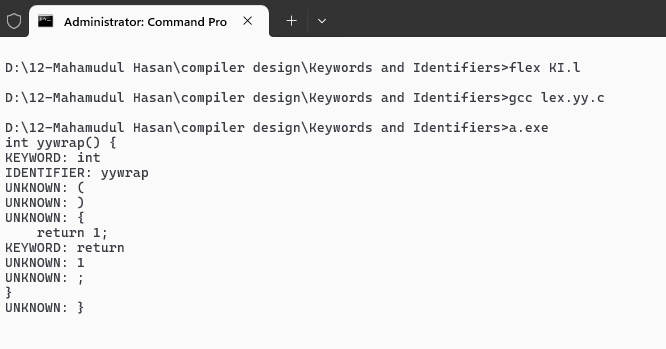 Administrator: Command Pro
D:\12-Mahamudul Hasan\compiler design\Keywords and Identifiers>flex KI.l
D:\12-Mahamudul Hasan\compiler design\Keywords and Identifiers>gcc lex.yy.c
D:\12-Mahamudul Hasan\compiler design\Keywords and Identifiers>a.exe
int yywrap() {
KEYWORD: int
IDENTIFIER: yywrap
UNKNOWN: (
UNKNOWN: )
UNKNOWN: {
    return 1;
KEYWORD: return
UNKNOWN: 1
UNKNOWN: ;
}
UNKNOWN: }